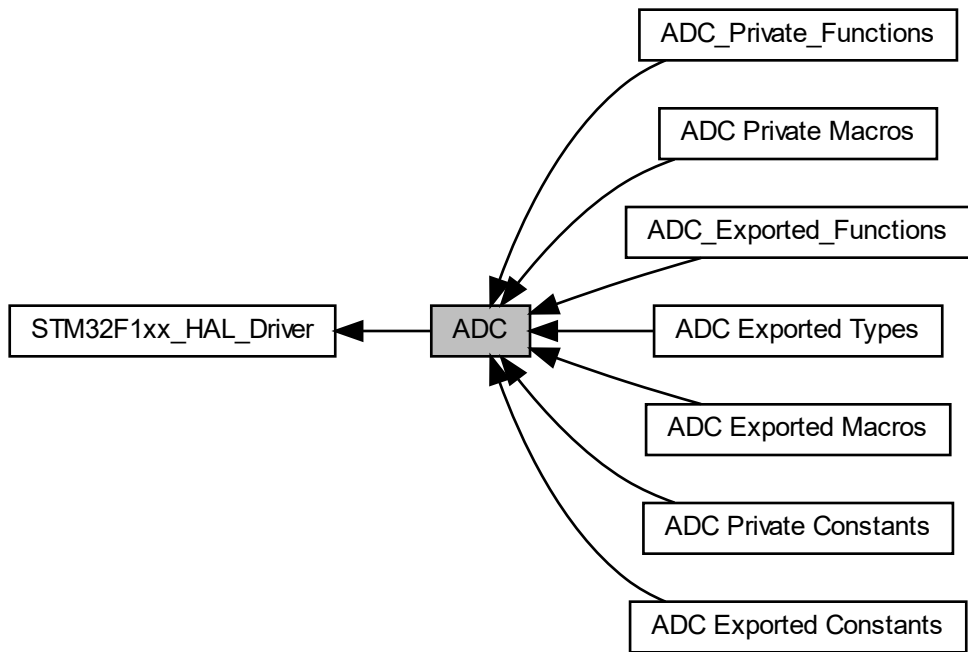 ADC_Private_Functions
ADC Private Macros
ADC_Exported_Functions
STM32F1xx_HAL_Driver
ADC
ADC Exported Types
ADC Exported Macros
ADC Private Constants
ADC Exported Constants